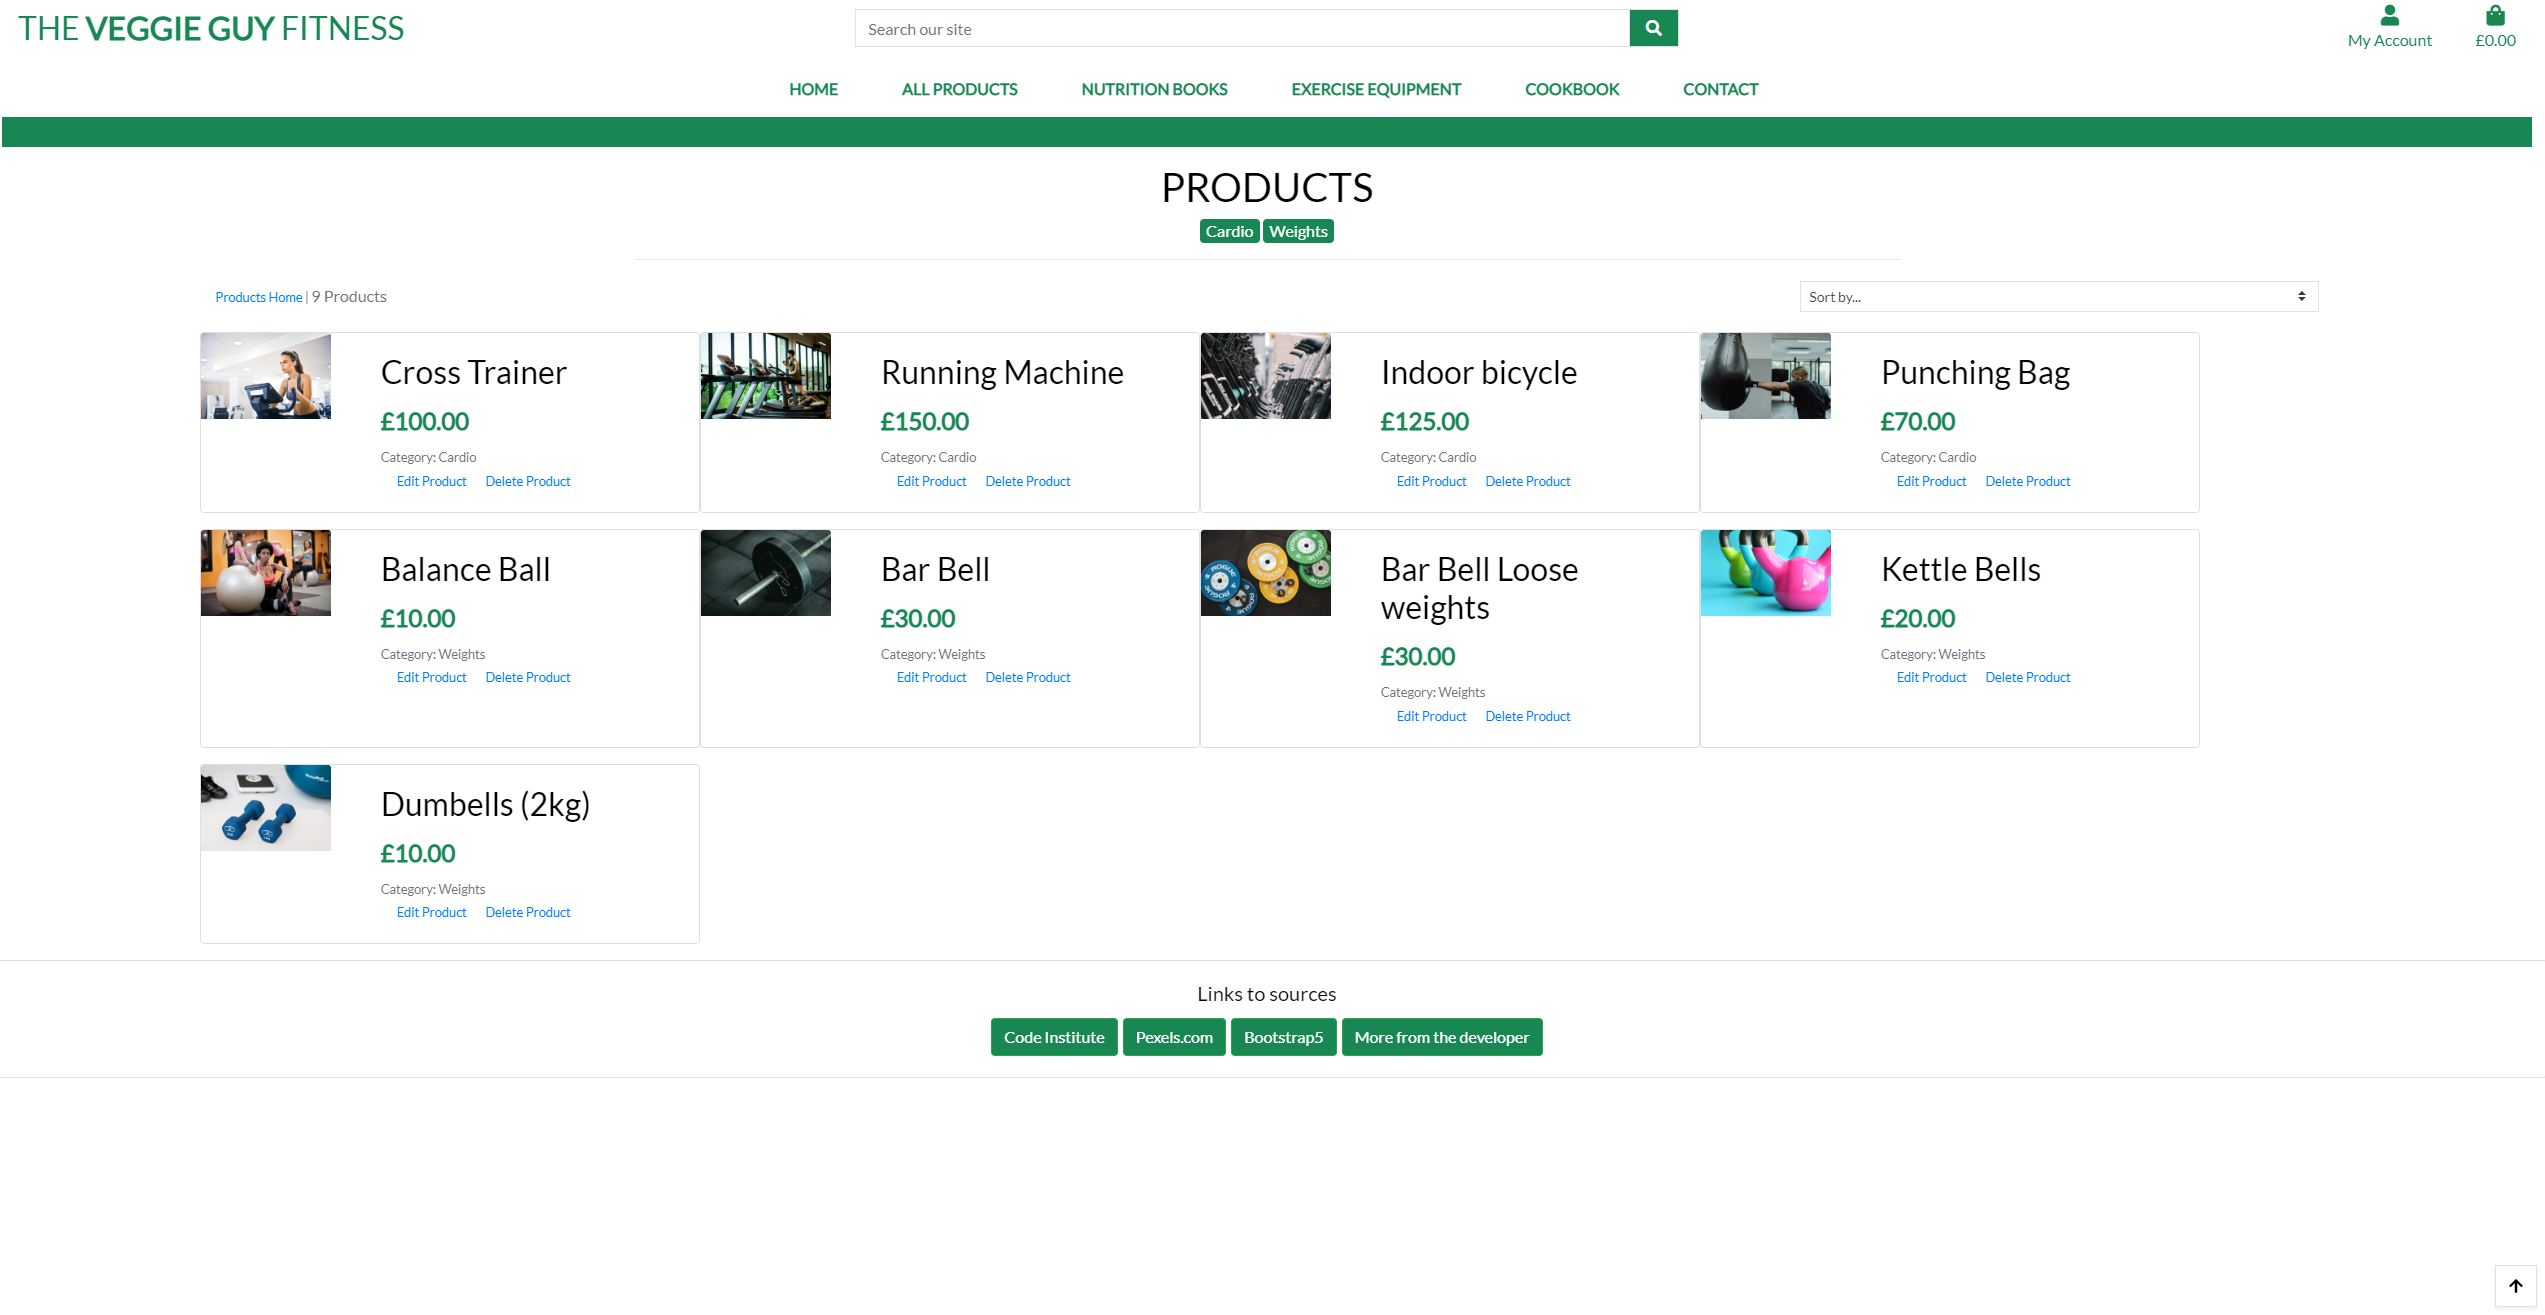 THE VEGGIE GUY FITNESS
Search our site
My Account
£0.00
HOME ALL PRODUCTS NUTRITION BOOKS EXERCISE EQUIPMENT COOKBOOK CONTACT
PRODUCTS
Cardio Weights
Products Home | 9 Products
Sort by...
Cross Trainer
£100.00
Category: Cardio
Edit Product Delete Product
Running Machine
£150.00
Category: Cardio
Edit Product Delete Product
Indoor bicycle
£125.00
Category: Cardio
Edit Product Delete Product
Punching Bag
£70.00
Category: Cardio
Edit Product Delete Product
Balance Ball
£10.00
Category: Weights
Edit Product Delete Product
Bar Bell
£30.00
Category: Weights
Edit Product Delete Product
ROGUE
ROGUE
ROGUE
Bar Bell Loose
weights
£30.00
Category: Weights
Edit Product Delete Product
Kettle Bells
£20.00
Category: Weights
Edit Product Delete Product
Dumbells (2kg)
£10.00
Category: Weights
Edit Product Delete Product
Links to sources
Code Institute Pexels.com Bootstrap5 More from the developer